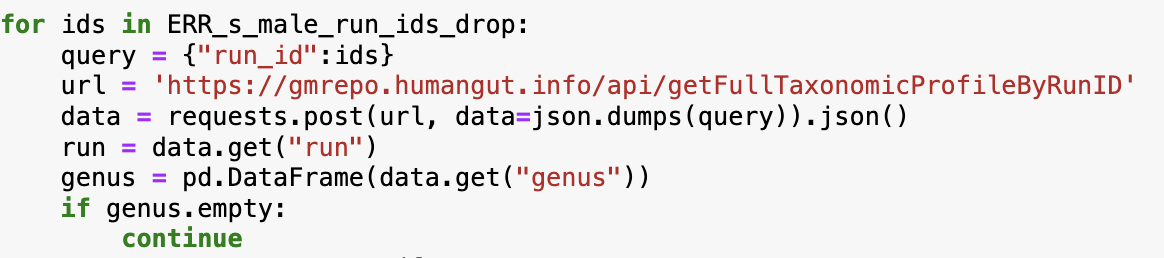 for ids in ERR_s_male_run_ids_drop:
    query = {"run_id":ids}
    url = 'https://gmrepo.humangut.info/api/getFullTaxonomicProfileByRunID'
    data = requests.post(url, data=json.dumps(query)).json()
    run = data.get("run")
    genus = pd.DataFrame(data.get("genus"))
    if genus.empty:
        continue